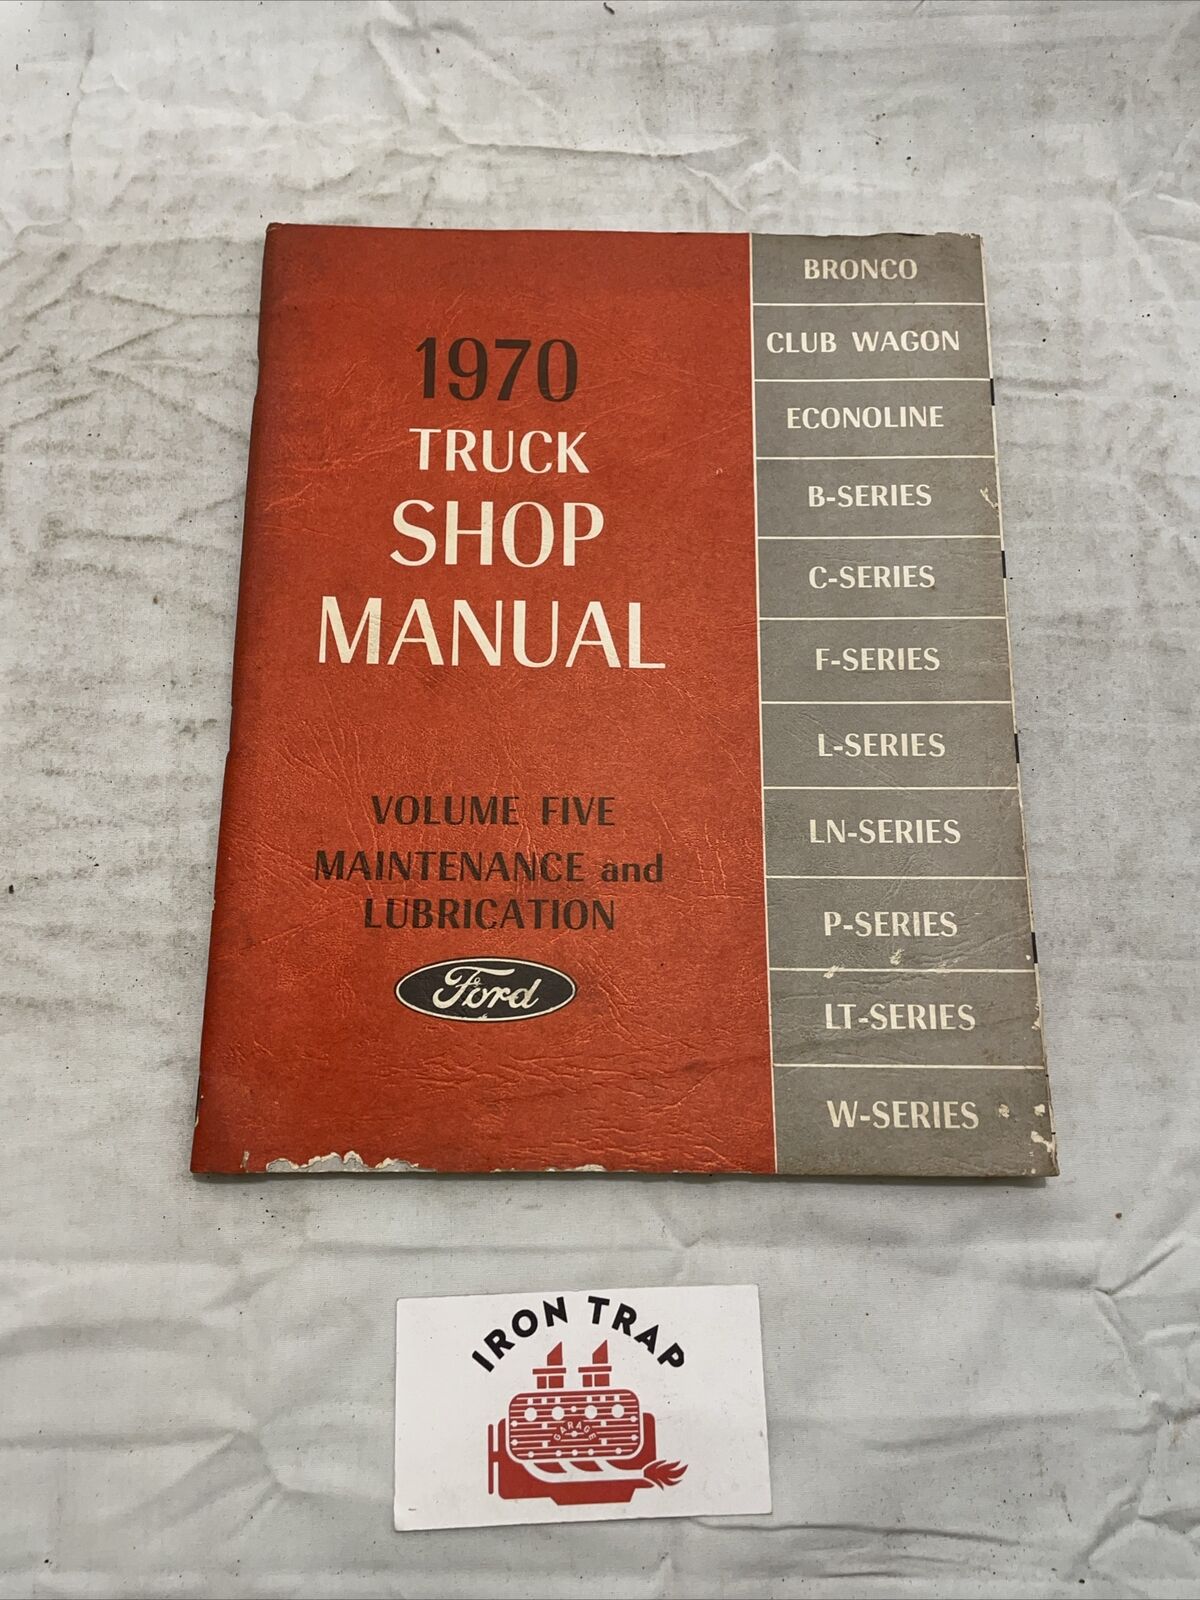 1970
TRUCK
SHOP
MANUAL
VOLUME FIVE
MAINTENANCE and
LUBRICATION
Ford
BRONCO
CLUB WAGON
ECONOLINE
B-SERIES
C-SERIES
F-SERIES
L-SERIES
LN-SERIES
P-SERIES
LT-SERIES
W-SERIES
IRON TRAP
GARAGE